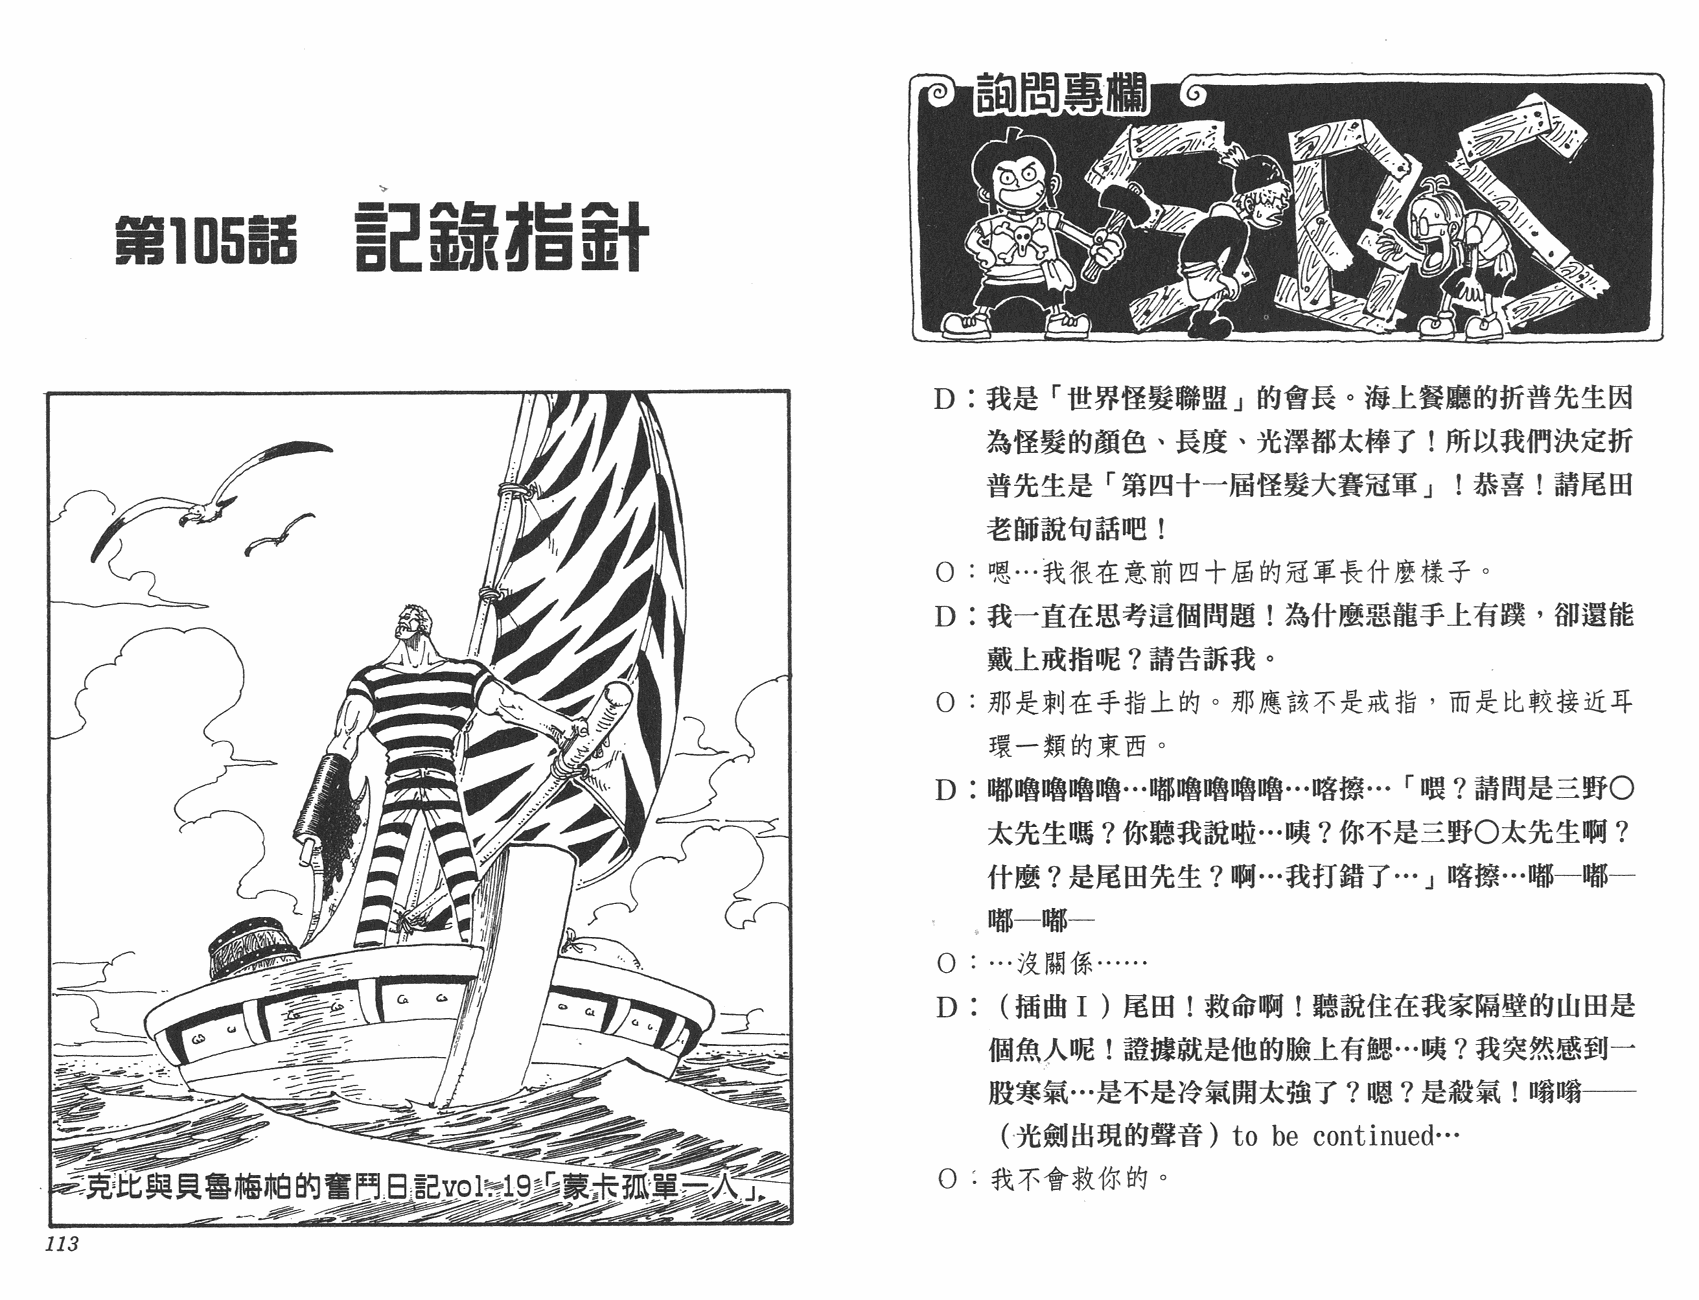 詢問專欄
SBS
D：我是「世界怪髮聯盟」的會長。海上餐廳的折普先生因
為怪髮的顏色、長度、光澤都太棒了！所以我們決定折
普先生是「第四十一屆怪髮大賽冠軍」！恭喜！請尾田
老師說句話吧！
O：嗯…我很在意前四十屆的冠軍長什麼樣子。
D：我一直在思考這個問題！為什麼惡龍手上有蹼，卻還能
戴上戒指呢？請告訴我。
O：那是刺在手指上的。那應該不是戒指，而是比較接近耳
環一類的東西。
D：嘟嚕嚕嚕嚕…嘟嚕嚕嚕嚕…喀擦…「喂？請問是三野〇
太先生嗎？你聽我說啦…咦？你不是三野〇太先生啊？
什麼？是尾田先生？啊…我打錯了…」喀擦…嘟—嘟—
嘟—嘟—
O：…沒關係……
D：（插曲Ⅰ）尾田！救命啊！聽說住在我家隔壁的山田是
個魚人呢！證據就是他的臉上有鰓…咦？我突然感到一
股寒氣…是不是冷氣開太強了？嗯？是殺氣！嗡嗡——
（光劍出現的聲音）to be continued…
O：我不會救你的。
第105話 記錄指針
克比與貝魯梅柏的奮鬥日記vol.19「蒙卡孤單一人」.
113